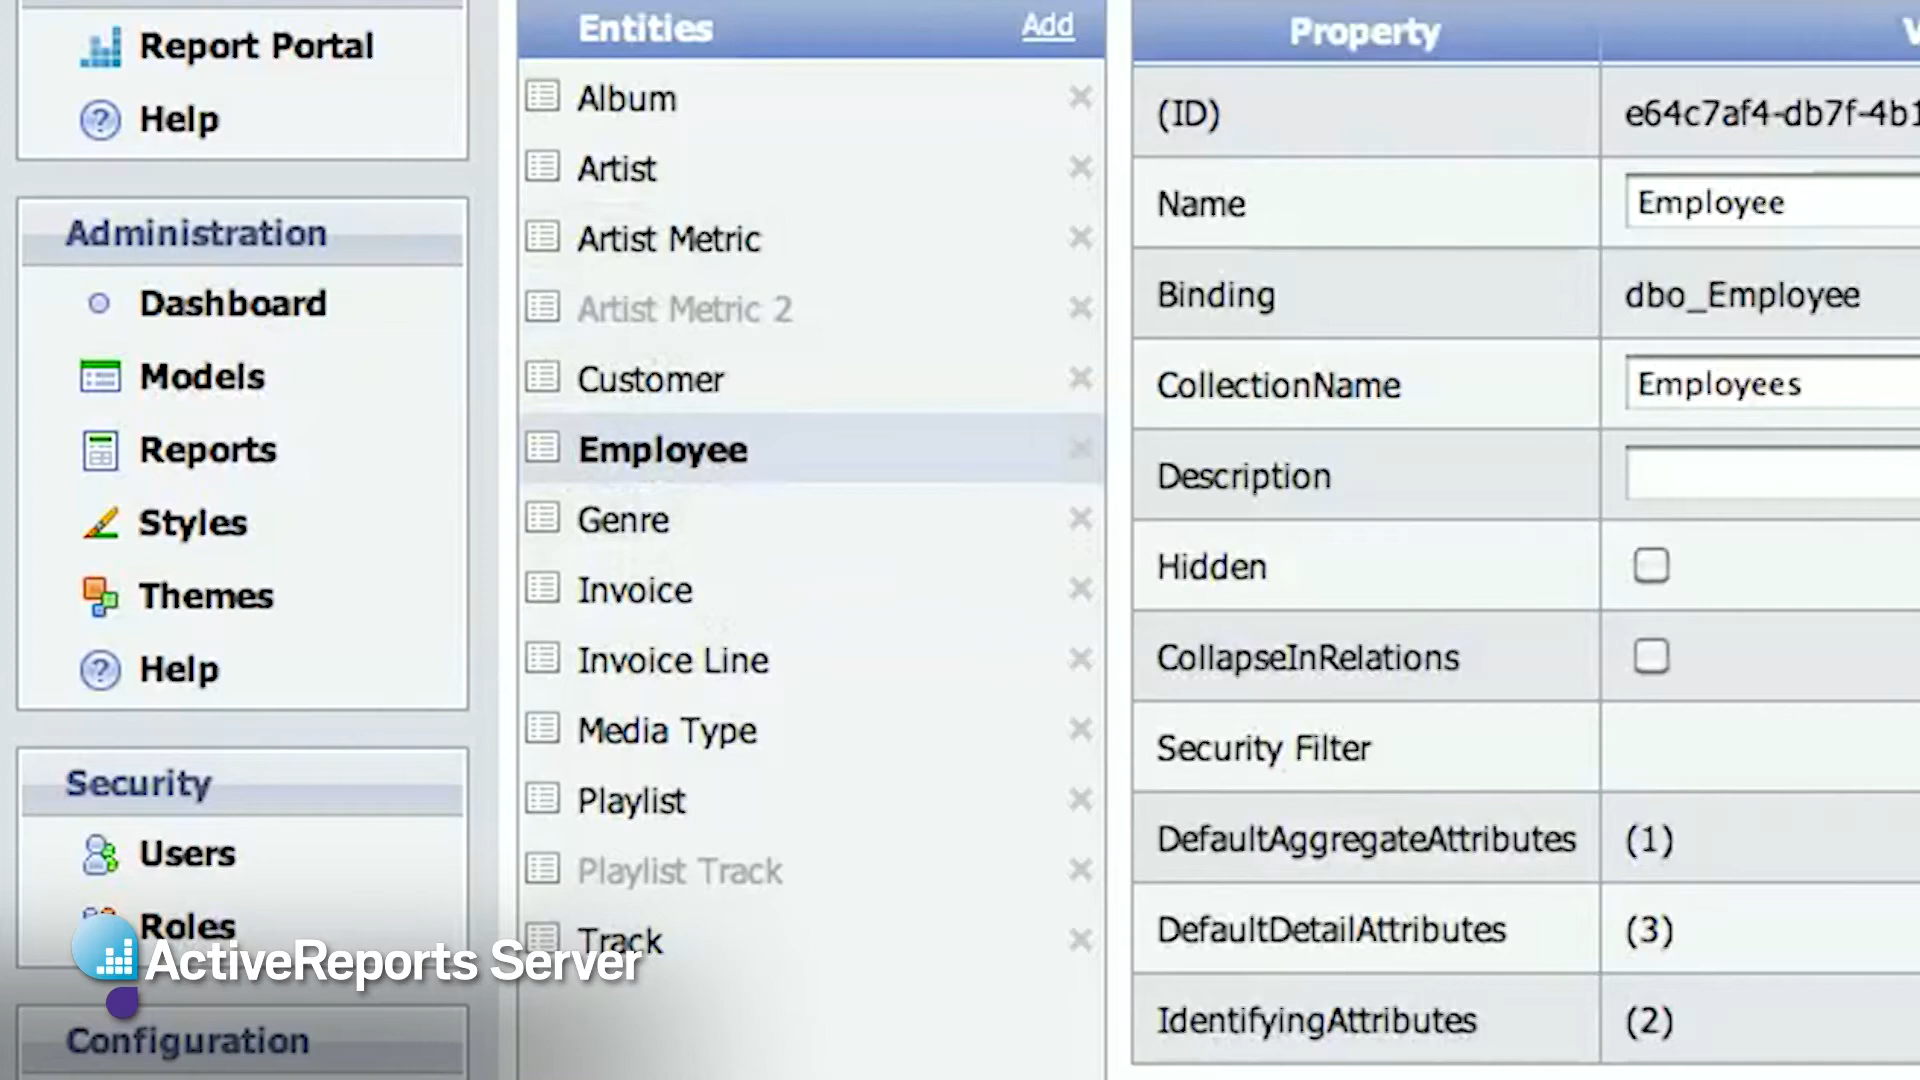 Report Portal
Help
Administration
Dashboard
Models
Reports
Styles
Themes
Help
Security
Users
Roles
Configuration
Entities Add
Album
Artist
Artist Metric
Artist Metric 2
Customer
Employee
Genre
Invoice
Invoice Line
Media Type
Playlist
Playlist Track
Track
Property
(ID) e64c7af4-db7f-4b1
Name Employee
Binding dbo_Employee
CollectionName Employees
Description
Hidden
CollapseInRelations
Security Filter
DefaultAggregateAttributes (1)
DefaultDetailAttributes (3)
IdentifyingAttributes (2)
ActiveReports Server